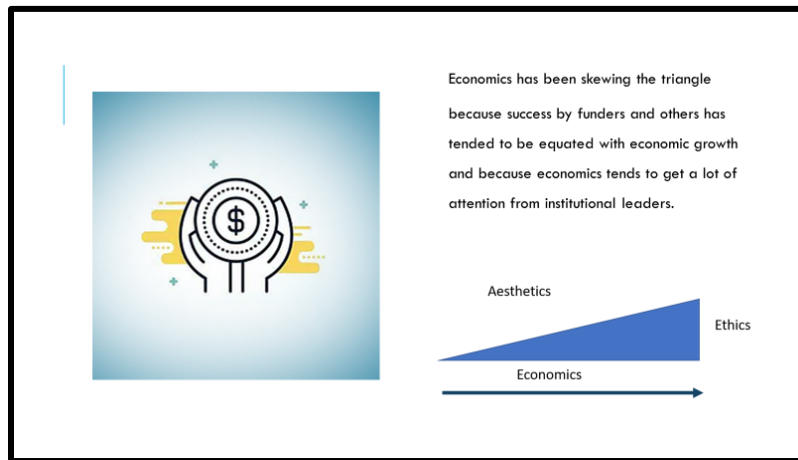 Economics has been skewing the triangle
because success by funders and others has
tended to be equated with economic growth
and because economics tends to get a lot of
attention from institutional leaders.
$
Aesthetics
Ethics
Economics